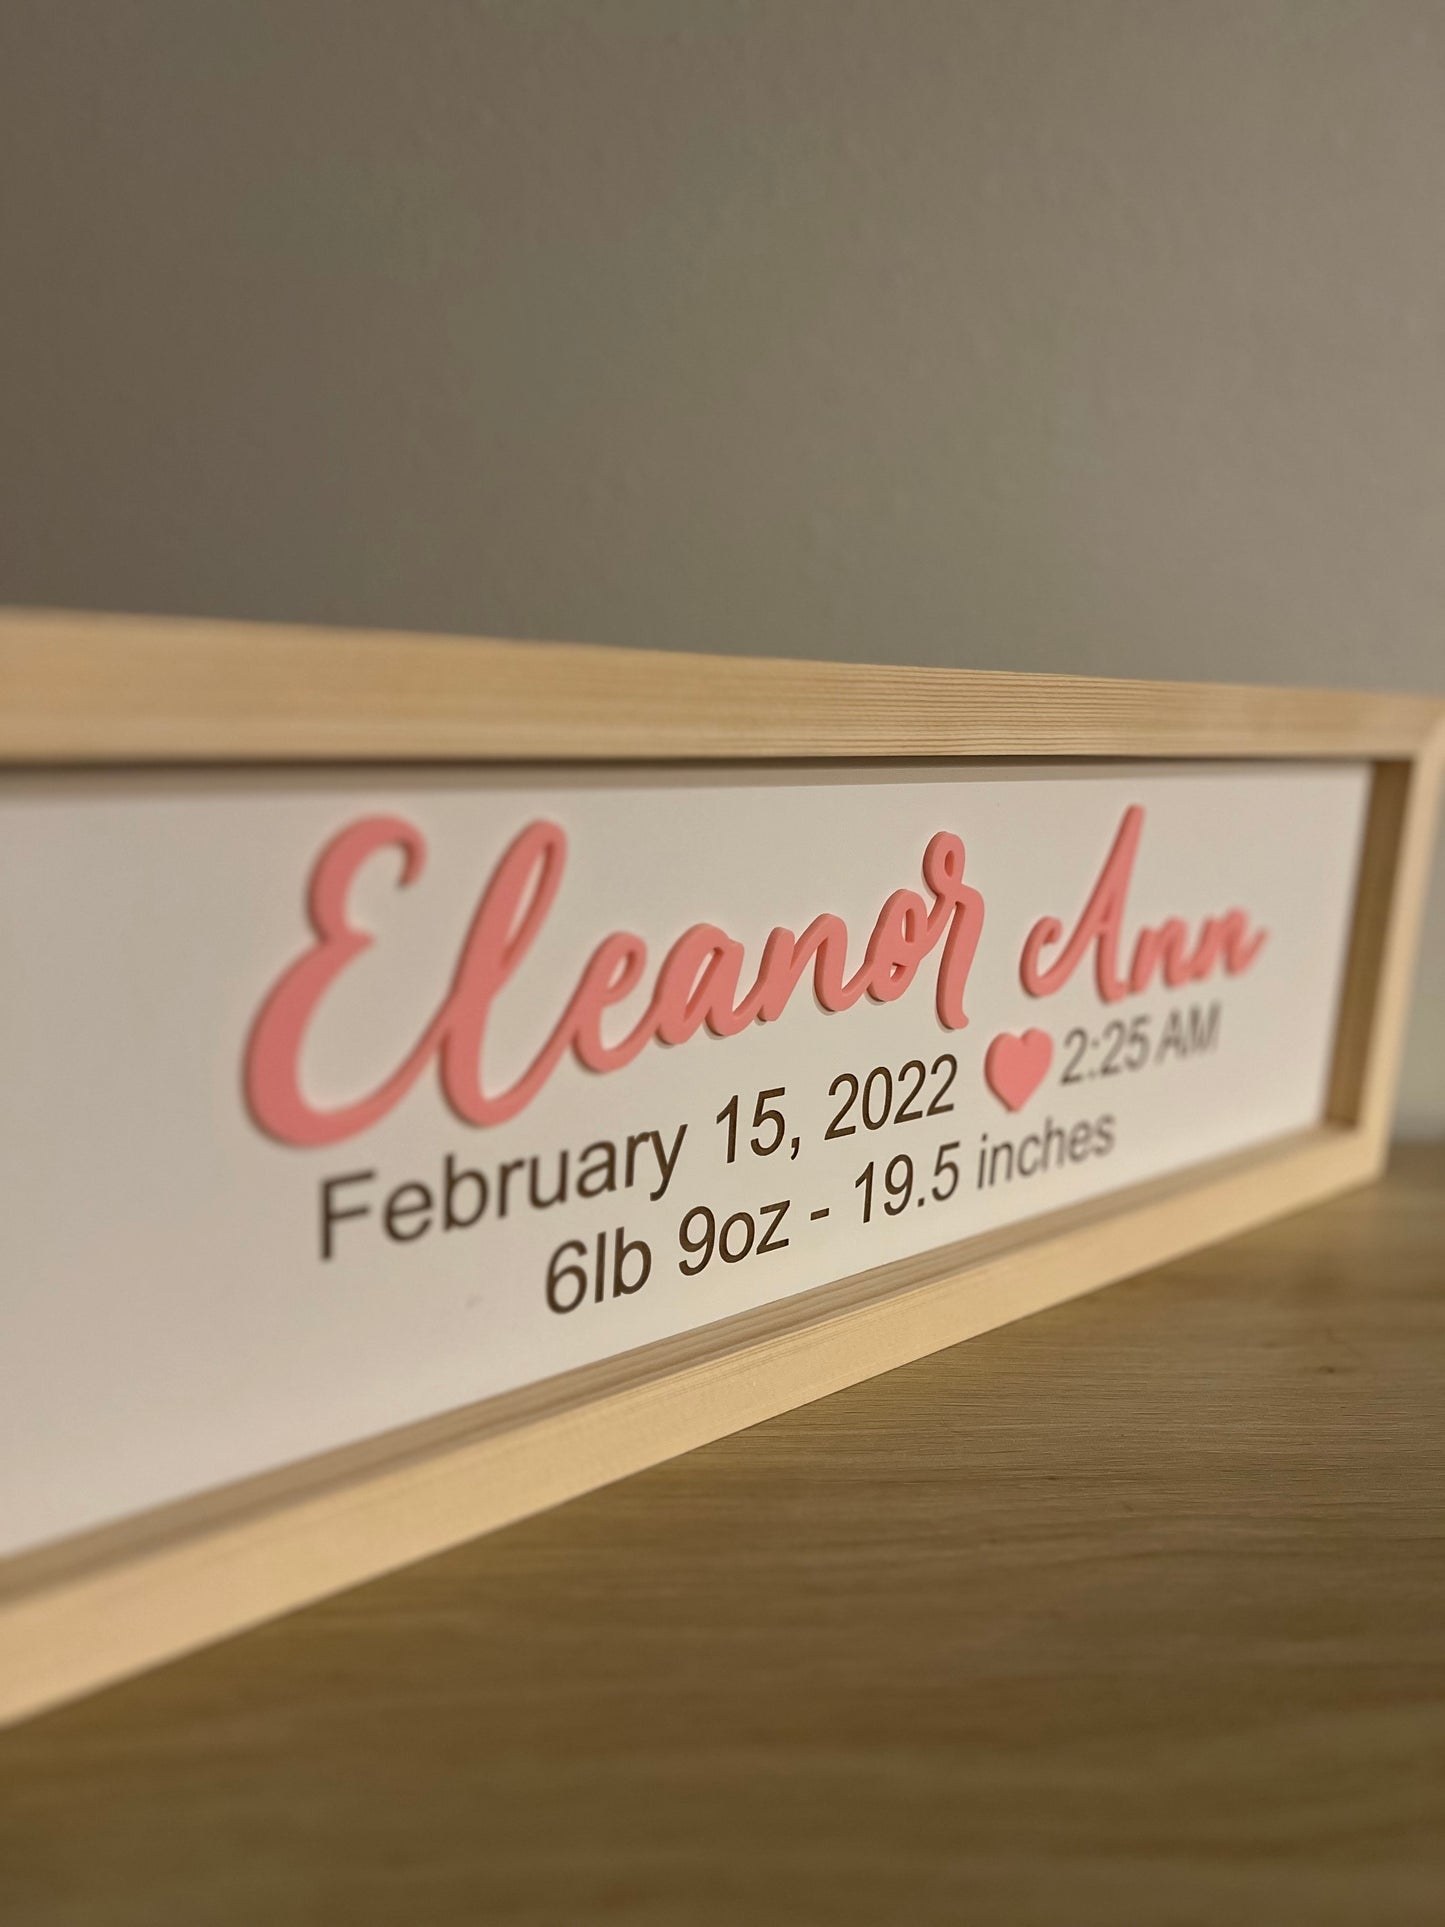 Eleanor Ann
February 15, 2022 ♥ 2:25 AM
6lb 9oz - 19.5 inches